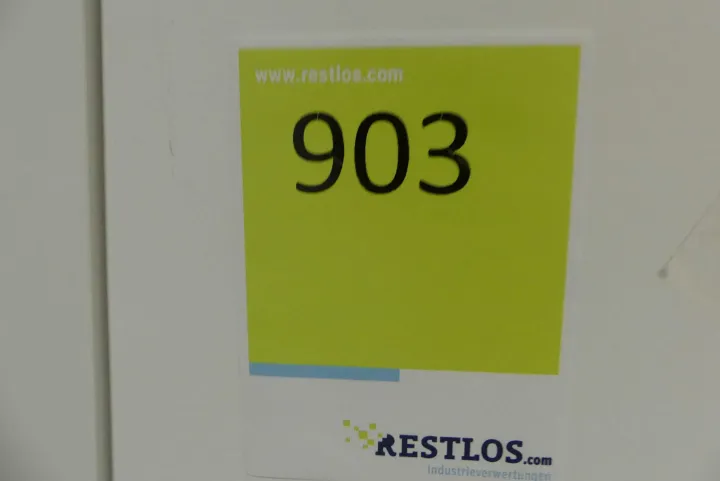 www.restlos.com
903
RESTLOS.com
Industrieverwertungen